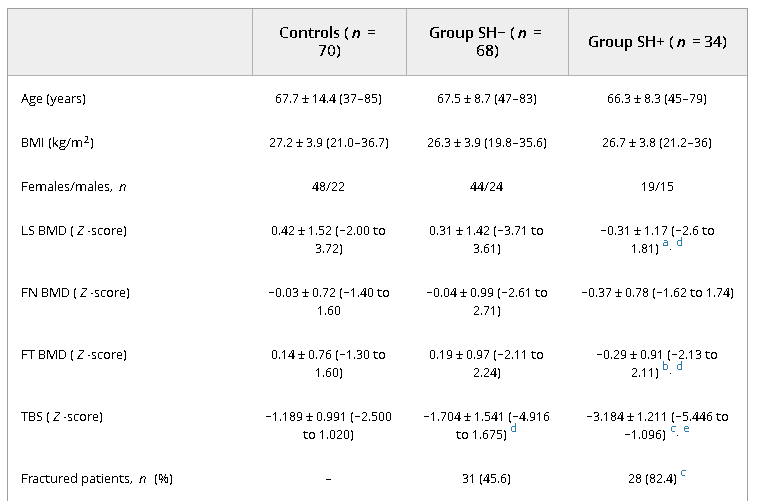 Controls (n =
70)
Group SH− (n =
68)
Group SH+ (n = 34)
Age (years)
67.7 ± 14.4 (37–85)
67.5 ± 8.7 (47–83)
66.3 ± 8.3 (45–79)
BMI (kg/m²)
27.2 ± 3.9 (21.0–36.7)
26.3 ± 3.9 (19.8–35.6)
26.7 ± 3.8 (21.2–36)
Females/males, n
48/22
44/24
19/15
LS BMD (Z-score)
0.42 ± 1.52 (−2.00 to
3.72)
0.31 ± 1.42 (−3.71 to
3.61)
−0.31 ± 1.17 (−2.6 to
1.81) a, d
FN BMD (Z-score)
−0.03 ± 0.72 (−1.40 to
1.60
−0.04 ± 0.99 (−2.61 to
2.71)
−0.37 ± 0.78 (−1.62 to 1.74)
FT BMD (Z-score)
0.14 ± 0.76 (−1.30 to
1.60)
0.19 ± 0.97 (−2.11 to
2.24)
−0.29 ± 0.91 (−2.13 to
2.11) b, d
TBS (Z-score)
−1.189 ± 0.991 (−2.500
to 1.020)
−1.704 ± 1.541 (−4.916
to 1.675) d
−3.184 ± 1.211 (−5.446 to
−1.096) c, e
Fractured patients, n (%)
–
31 (45.6)
28 (82.4) c